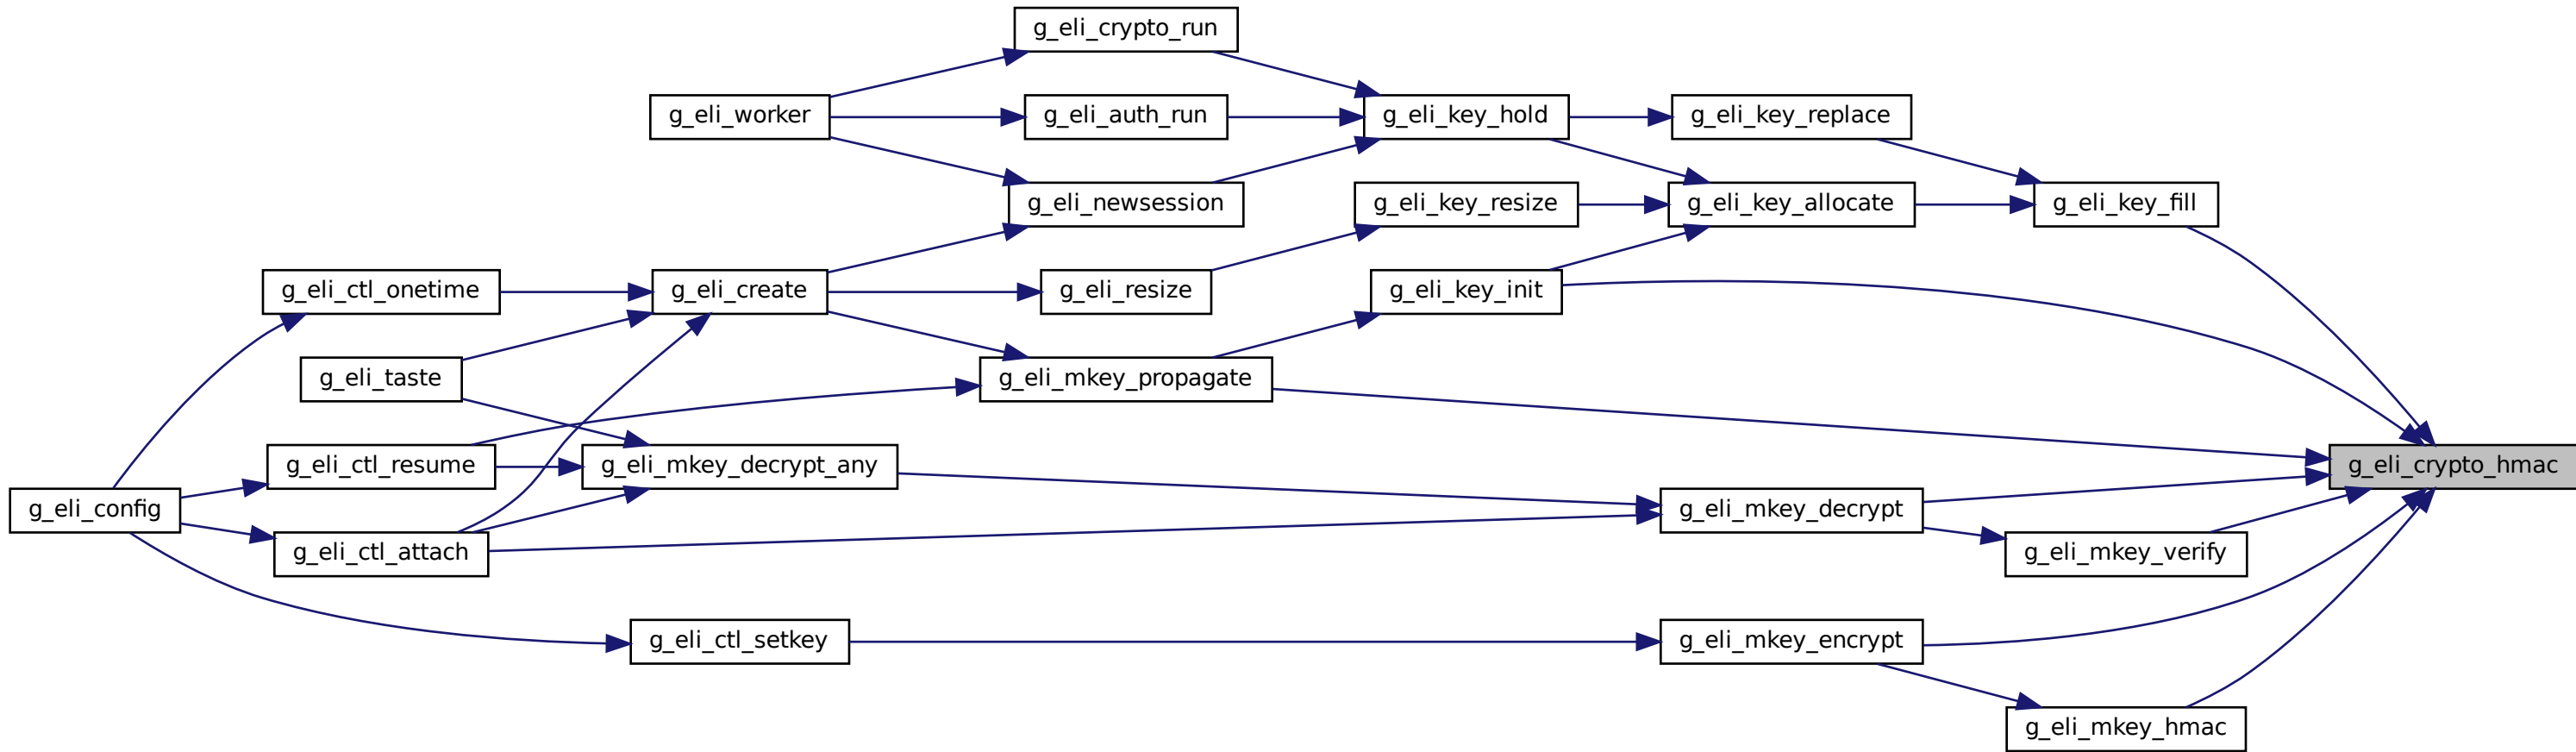 g_eli_crypto_run
g_eli_worker
g_eli_auth_run
g_eli_key_hold
g_eli_key_replace
g_eli_newsession
g_eli_key_resize
g_eli_key_allocate
g_eli_key_fill
g_eli_ctl_onetime
g_eli_create
g_eli_resize
g_eli_key_init
g_eli_taste
g_eli_mkey_propagate
g_eli_ctl_resume
g_eli_mkey_decrypt_any
g_eli_crypto_hmac
g_eli_config
g_eli_mkey_decrypt
g_eli_ctl_attach
g_eli_mkey_verify
g_eli_ctl_setkey
g_eli_mkey_encrypt
g_eli_mkey_hmac